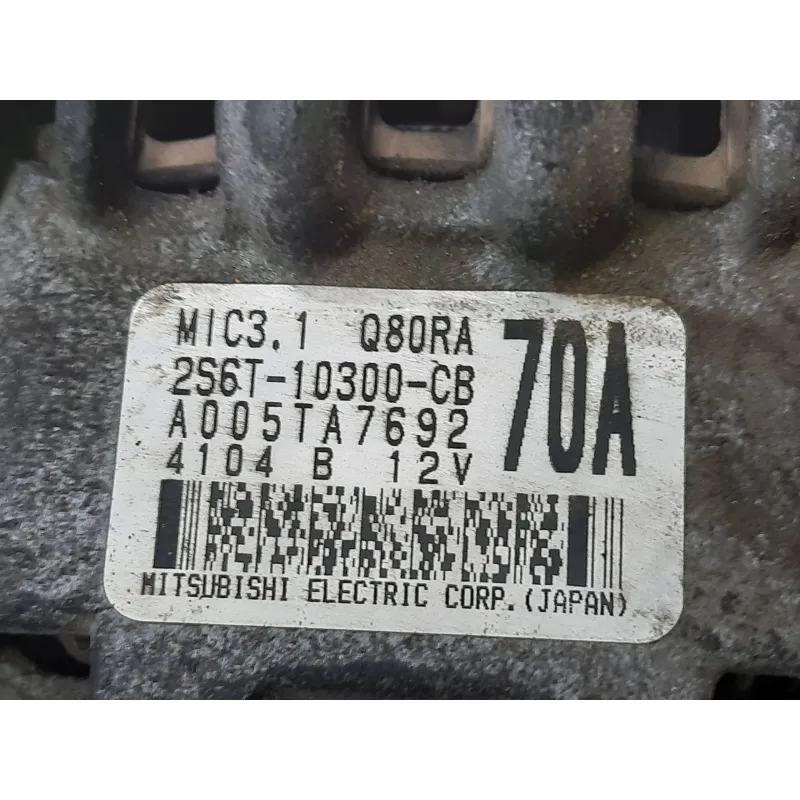 MIC3.1 Q80RA 70A
2S6T-10300-CB
A005TA7692
4104 B 12V
MITSUBISHI ELECTRIC CORP.(JAPAN)